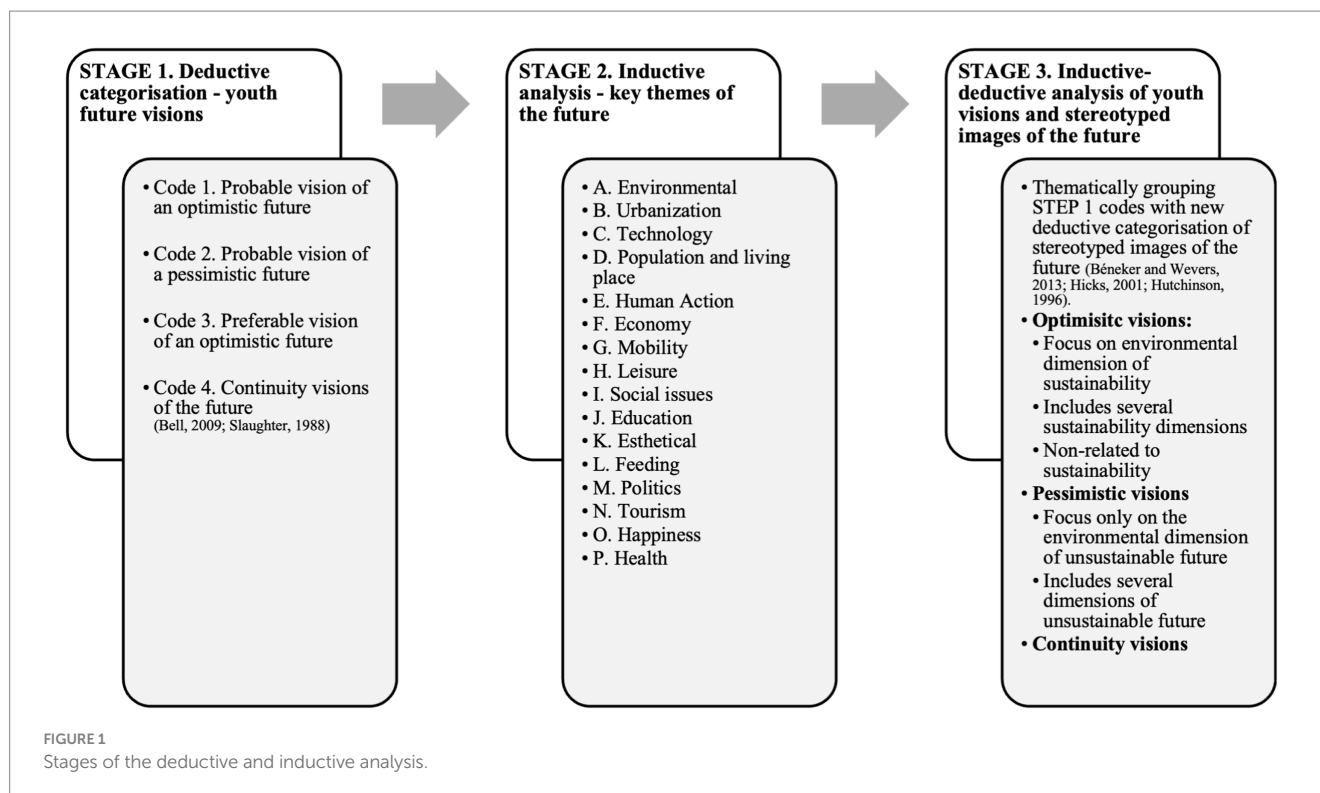 STAGE 1. Deductive
categorisation - youth
future visions
• Code 1. Probable vision of
an optimistic future
• Code 2. Probable vision of
a pessimistic future
• Code 3. Preferable vision
of an optimistic future
• Code 4. Continuity visions
of the future
(Bell, 2009; Slaughter, 1988)
STAGE 2. Inductive
analysis - key themes of
the future
• A. Environmental
• B. Urbanization
• C. Technology
• D. Population and living
place
• E. Human Action
• F. Economy
• G. Mobility
• H. Leisure
• I. Social issues
• J. Education
• K. Esthetical
• L. Feeding
• M. Politics
• N. Tourism
• O. Happiness
• P. Health
STAGE 3. Inductive-
deductive analysis of youth
visions and stereotyped
images of the future
• Thematically grouping
STEP 1 codes with new
deductive categorisation of
stereotyped images of the
future (Béneker and Wevers,
2013; Hicks, 2001; Hutchinson,
1996).
• Optimisitc visions:
• Focus on environmental
dimension of
sustainability
• Includes several
sustainability dimensions
• Non-related to
sustainability
• Pessimistic visions
• Focus only on the
environmental dimension
of unsustainable future
• Includes several
dimensions of
unsustainable future
• Continuity visions
FIGURE 1
Stages of the deductive and inductive analysis.